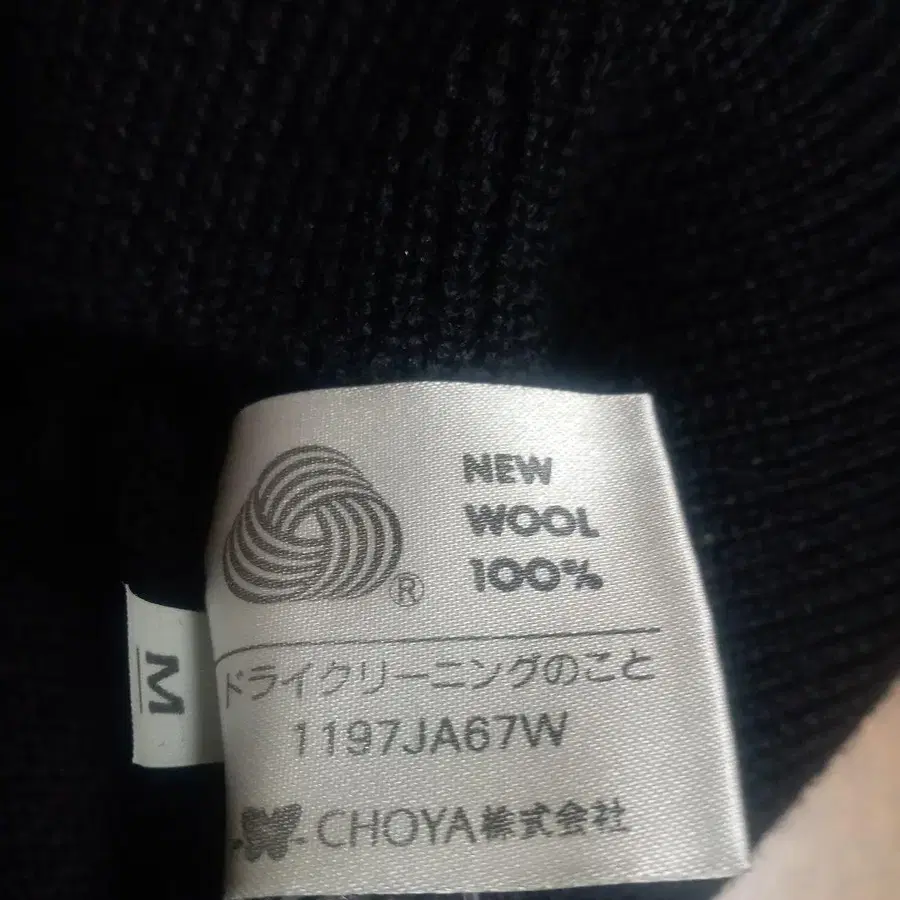 NEW
WOOL
100%
®
ドライクリーニングのこと
1197JA67W
-W- CHOYA株式会社
M